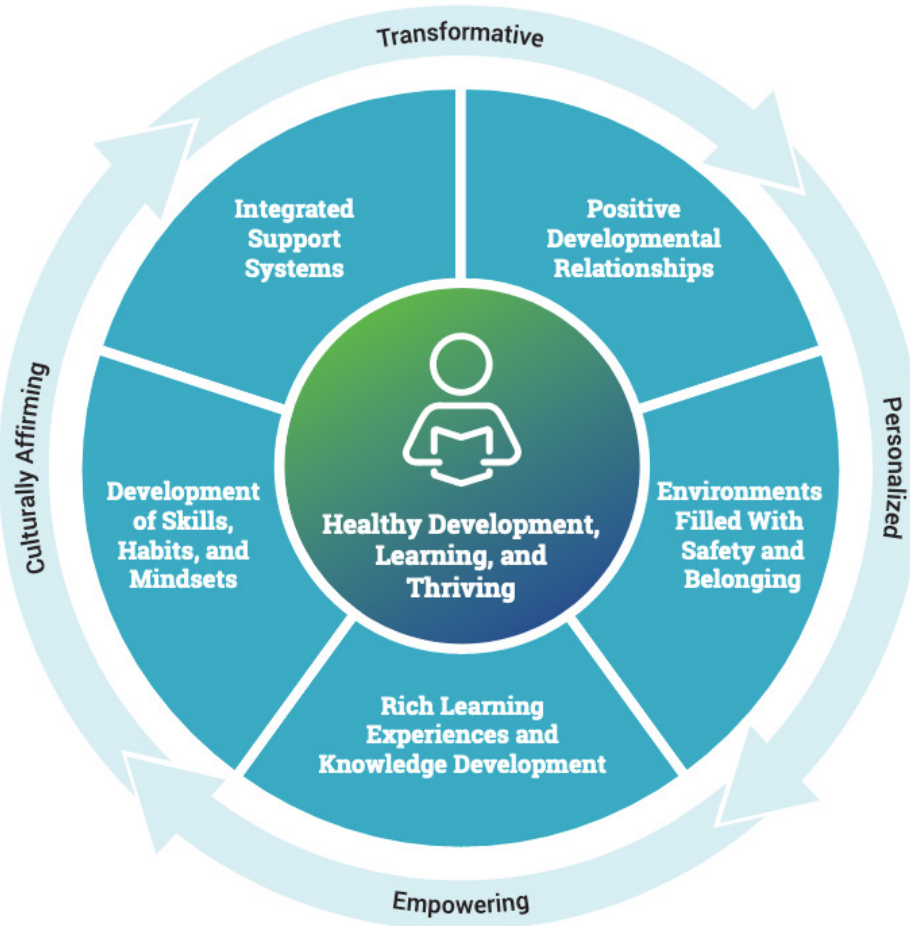 Transformative
Integrated
Support
Systems
Positive
Developmental
Relationships
Culturally Affirming
Personalized
Development
of Skills,
Habits, and
Mindsets
Healthy Development,
Learning, and
Thriving
Environments
Filled With
Safety and
Belonging
Rich Learning
Experiences and
Knowledge Development
Empowering